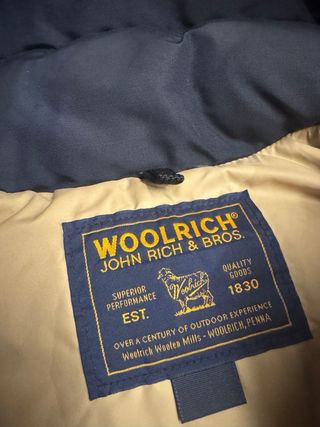 WOOLRICH®
JOHN RICH & BROS.
SUPERIOR
PERFORMANCE
Woolrich
QUALITY
GOODS
EST.
1830
OVER A CENTURY OF OUTDOOR EXPERIENCE
Woolrich Woolen Mills - WOOLRICH, PENNA